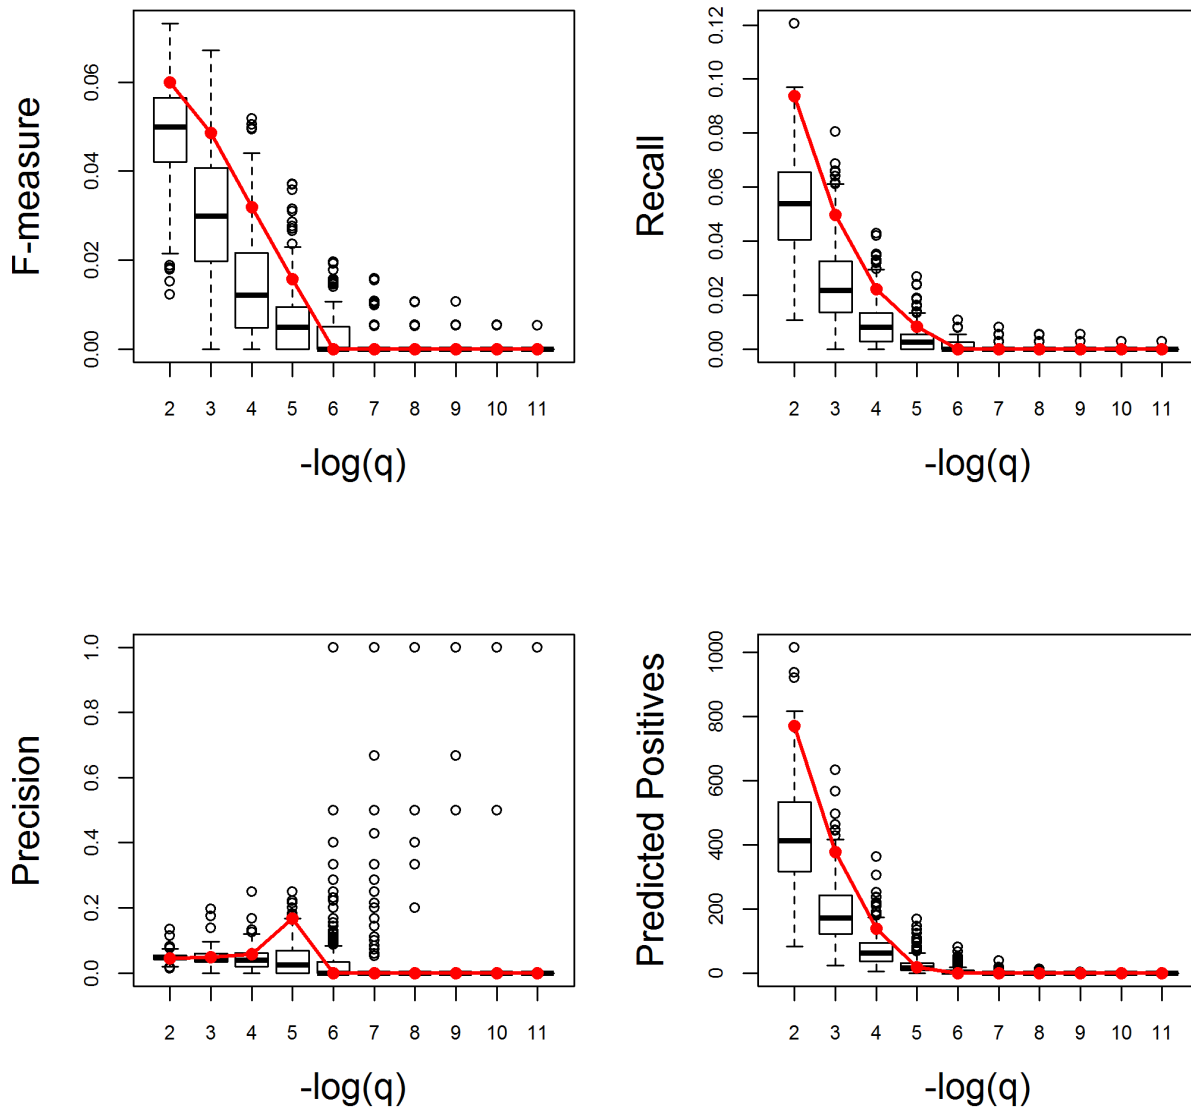 F-measure
0.06
0.04
0.02
0.00
2 3 4 5 6 7 8 9 10 11
-log(q)
Recall
0.12
0.10
0.08
0.06
0.04
0.02
0.00
2 3 4 5 6 7 8 9 10 11
-log(q)
Precision
1.0
0.8
0.6
0.4
0.2
0.0
2 3 4 5 6 7 8 9 10 11
-log(q)
Predicted Positives
1000
800
600
400
200
0
2 3 4 5 6 7 8 9 10 11
-log(q)